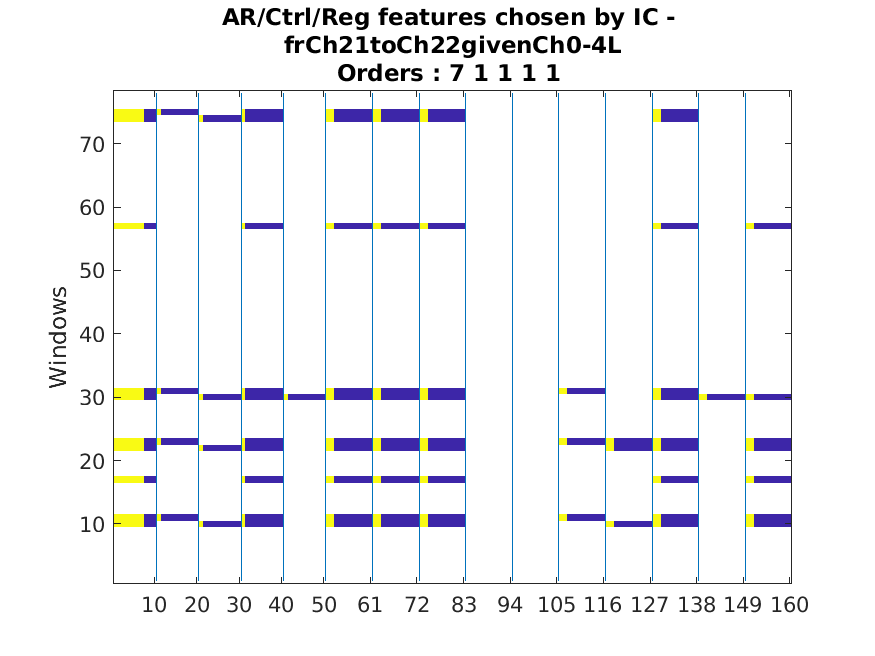 AR/Ctrl/Reg features chosen by IC -
frCh21toCh22givenCh0-4L
Orders : 7 1 1 1 1
70
60
50
40
30
20
10
Windows
10 20 30 40 50 61 72 83 94 105 116 127 138 149 160